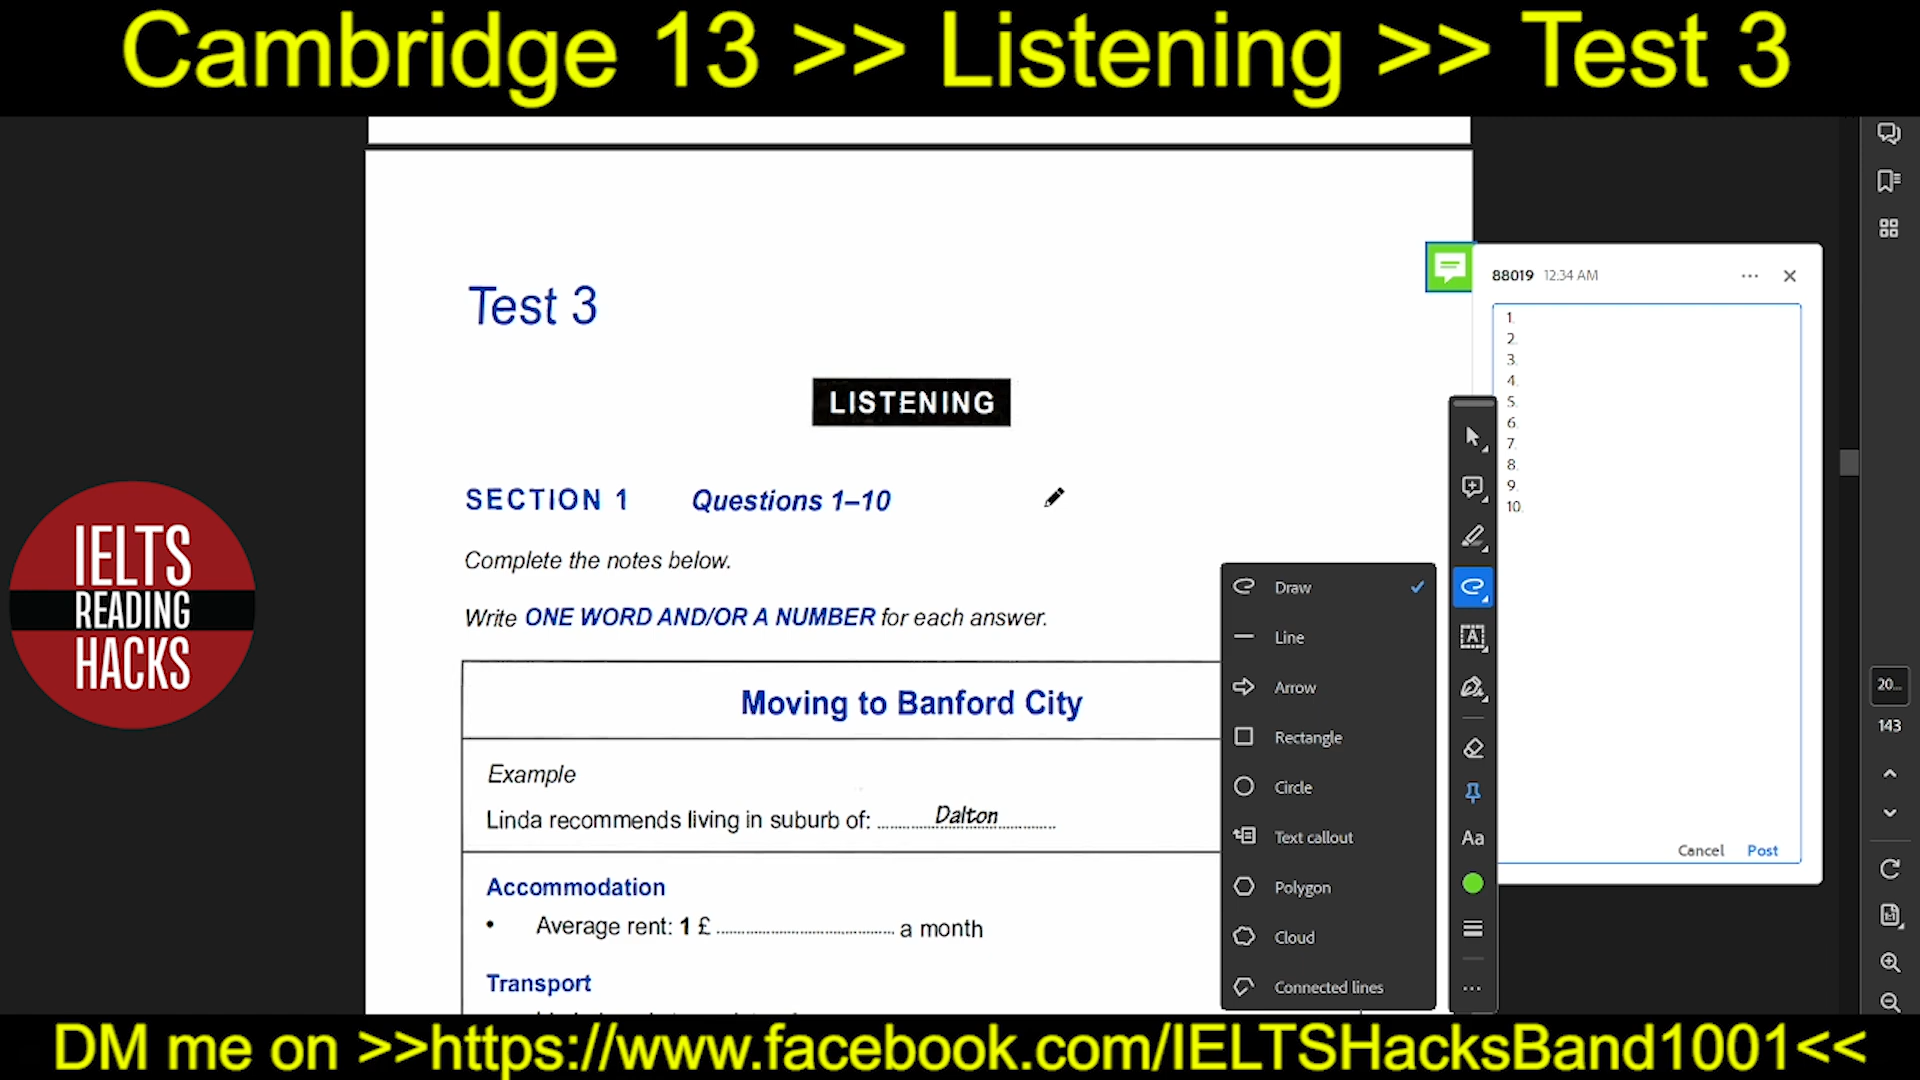 Cambridge 13 >> Listening >> Test 3
88019 12:34 AM
Test 3
1.
2.
3.
4.
5.
6.
7.
8.
9.
10.
LISTENING
SECTION 1 Questions 1–10
Complete the notes below.
Write ONE WORD AND/OR A NUMBER for each answer.
IELTS
READING
HACKS
Moving to Banford City
Example
Linda recommends living in suburb of: Dalton
Accommodation
• Average rent: 1 £ .......................... a month
Transport
Draw
Line
Arrow
Rectangle
Circle
Text callout
Polygon
Cloud
Connected lines
Aa
Cancel Post
20...
143
DM me on >>https://www.facebook.com/IELTSHacksBand1001<<